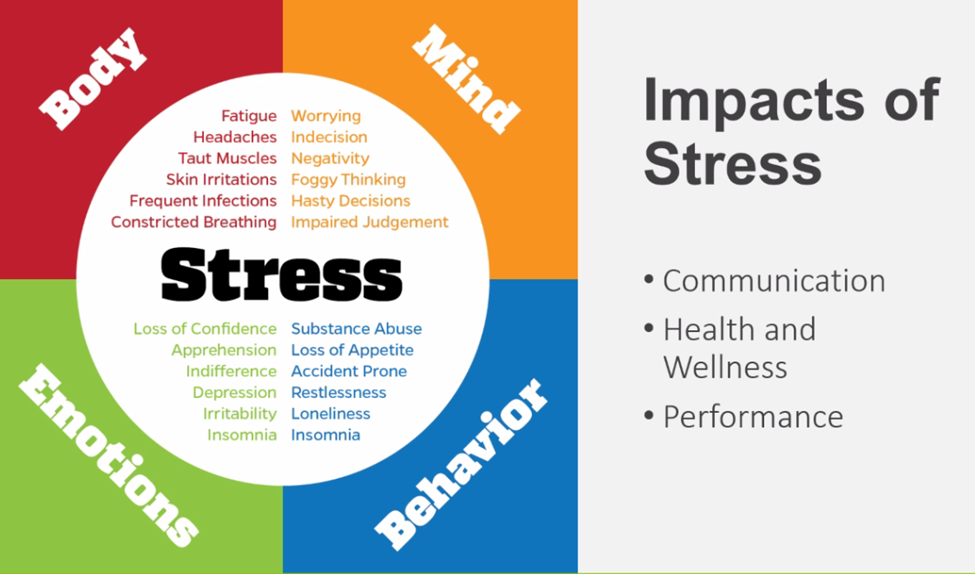 Body
Mind
Fatigue
Headaches
Taut Muscles
Skin Irritations
Frequent Infections
Constricted Breathing
Worrying
Indecision
Negativity
Foggy Thinking
Hasty Decisions
Impaired Judgement
Stress
Loss of Confidence
Apprehension
Indifference
Depression
Irritability
Insomnia
Substance Abuse
Loss of Appetite
Accident Prone
Restlessness
Loneliness
Insomnia
Emotions
Behavior
Impacts of
Stress
• Communication
• Health and
Wellness
• Performance